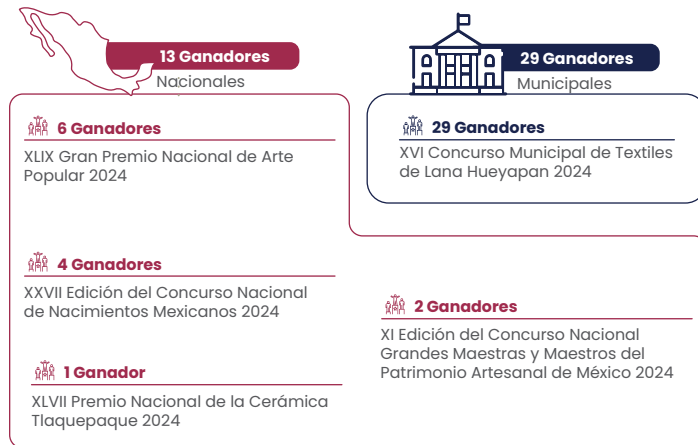 13 Ganadores
Nacionales
6 Ganadores
XLIX Gran Premio Nacional de Arte
Popular 2024
4 Ganadores
XXVII Edición del Concurso Nacional
de Nacimientos Mexicanos 2024
1 Ganador
XLVII Premio Nacional de la Cerámica
Tlaquepaque 2024
2 Ganadores
XI Edición del Concurso Nacional
Grandes Maestras y Maestros del
Patrimonio Artesanal de México 2024
29 Ganadores
Municipales
29 Ganadores
XVI Concurso Municipal de Textiles
de Lana Hueyapan 2024